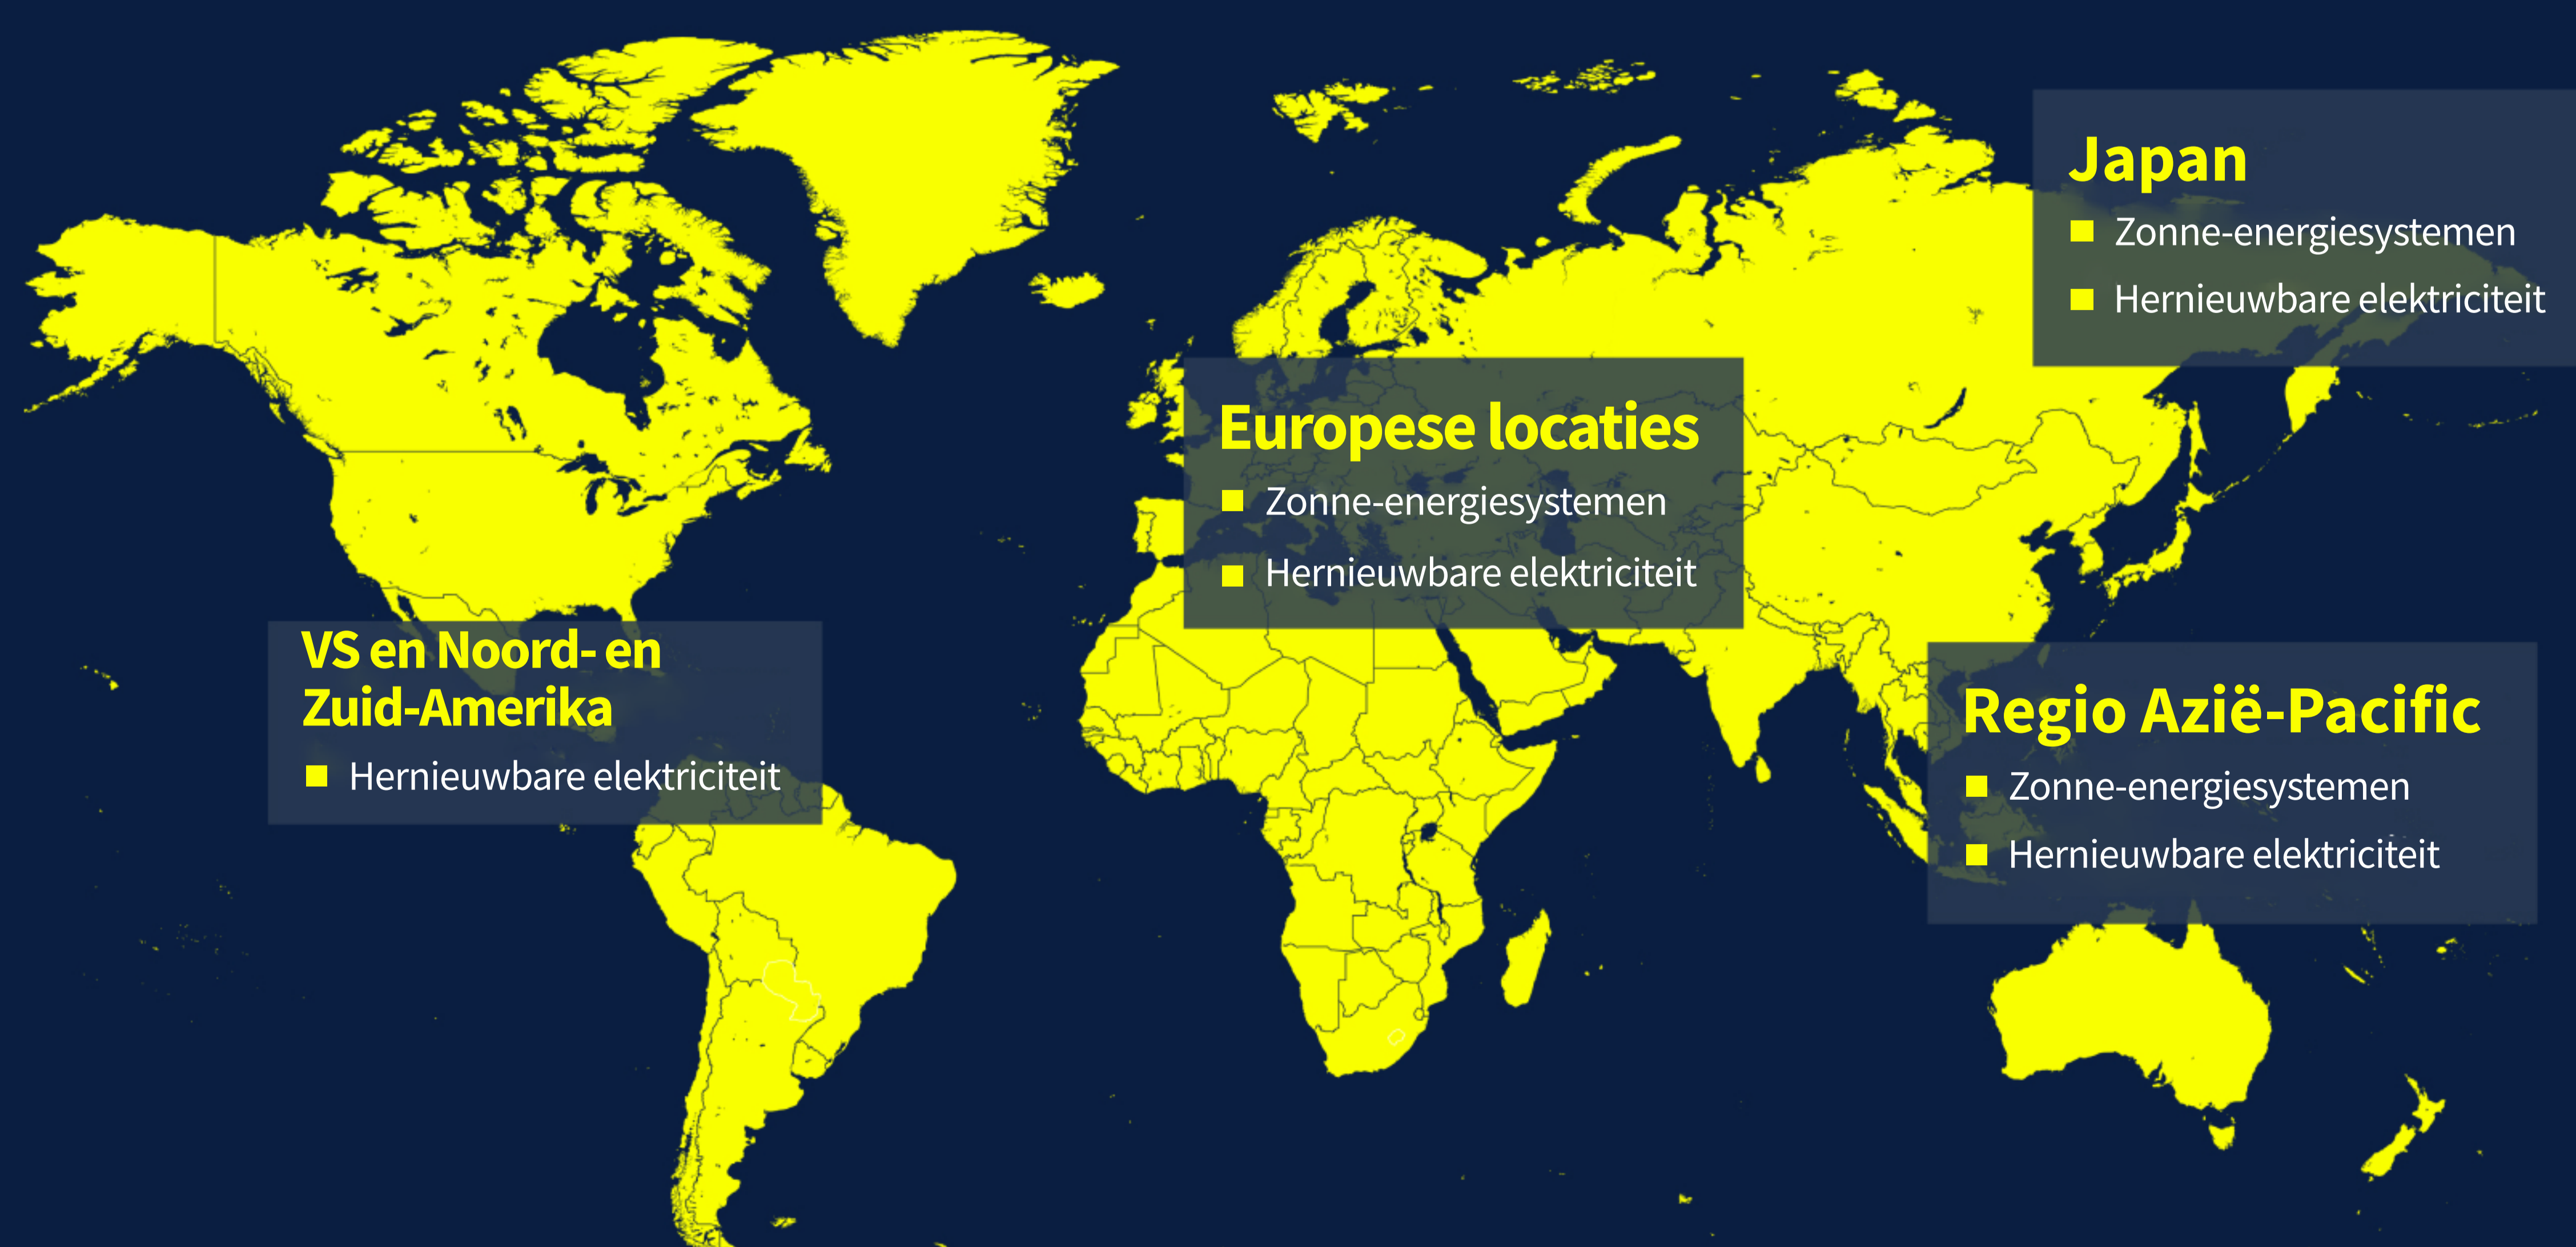 Japan
Zonne-energiesystemen
Hernieuwbare elektriciteit
Europese locaties
Zonne-energiesystemen
Hernieuwbare elektriciteit
VS en Noord- en
Zuid-Amerika
Hernieuwbare elektriciteit
Regio Azië-Pacific
Zonne-energiesystemen
Hernieuwbare elektriciteit